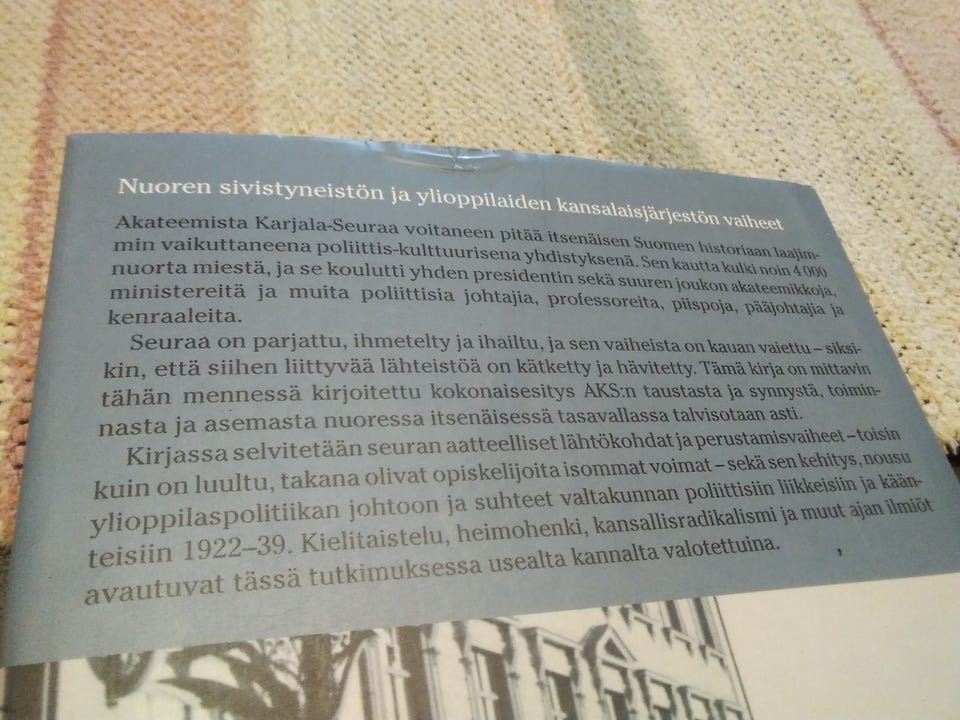 Nuoren sivistyneistön ja ylioppilaiden kansalaisjärjestön vaiheet
Akateemista Karjala-Seuraa voitaneen pitää itsenäisen Suomen historiaan laajim-
min vaikuttaneena poliittis-kulttuurisena yhdistyksenä. Sen kautta kulki noin 4 000
nuorta miestä, ja se koulutti yhden presidentin sekä suuren joukon akateemikkoja,
ministereitä ja muita poliittisia johtajia, professoreita, piispoja, pääjohtajia ja
kenraaleita.
Seuraa on parjattu, ihmetelty ja ihailtu, ja sen vaiheista on kauan vaiettu – siksi-
kin, että siihen liittyvää lähteistöä on kätketty ja hävitetty. Tämä kirja on mittavin
tähän mennessä kirjoitettu kokonaisesitys AKS:n taustasta ja synnystä, toimin-
nasta ja asemasta nuoressa itsenäisessä tasavallassa talvisotaan asti.
Kirjassa selvitetään seuran aatteelliset lähtökohdat ja perustamisvaiheet – toisin
kuin on luultu, takana olivat opiskelijoita isommat voimat – sekä sen kehitys, nousu
ylioppilaspolitiikan johtoon ja suhteet valtakunnan poliittisiin liikkeisiin ja kään-
teisiin 1922–39. Kielitaistelu, heimohenki, kansallisradikalismi ja muut ajan ilmiöt
avautuvat tässä tutkimuksessa usealta kannalta valotettuina.